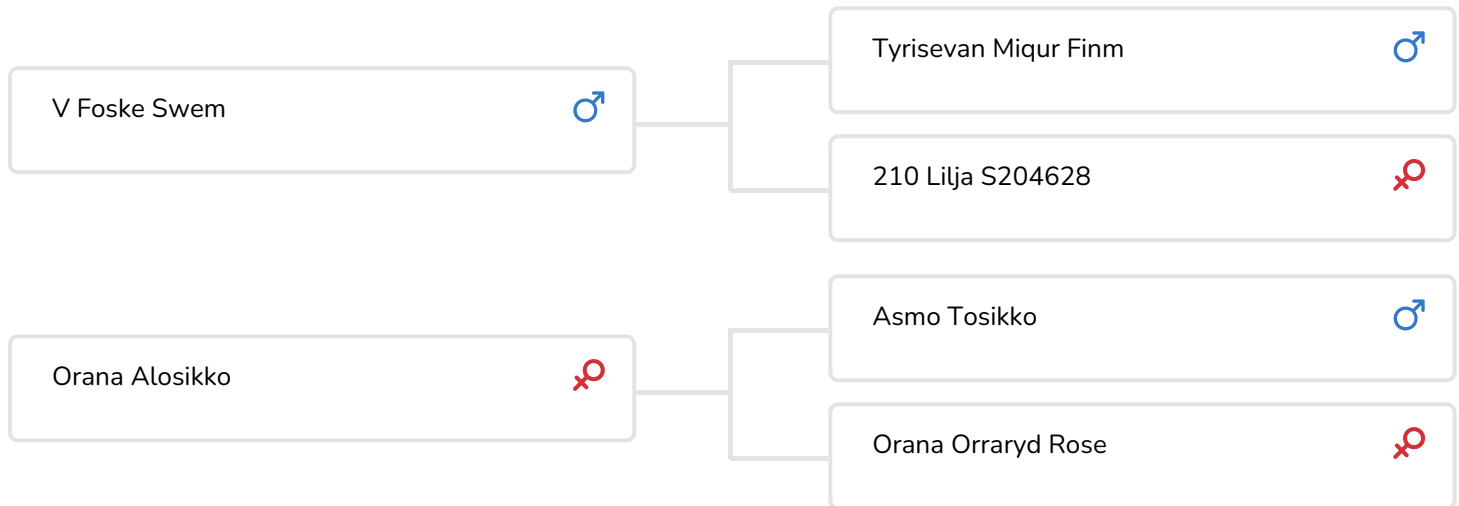 Tyrisevan Miqur Finm
V Foske Swem
210 Lilja S204628
Asmo Tosikko
Orana Alosikko
Orana Orraryd Rose